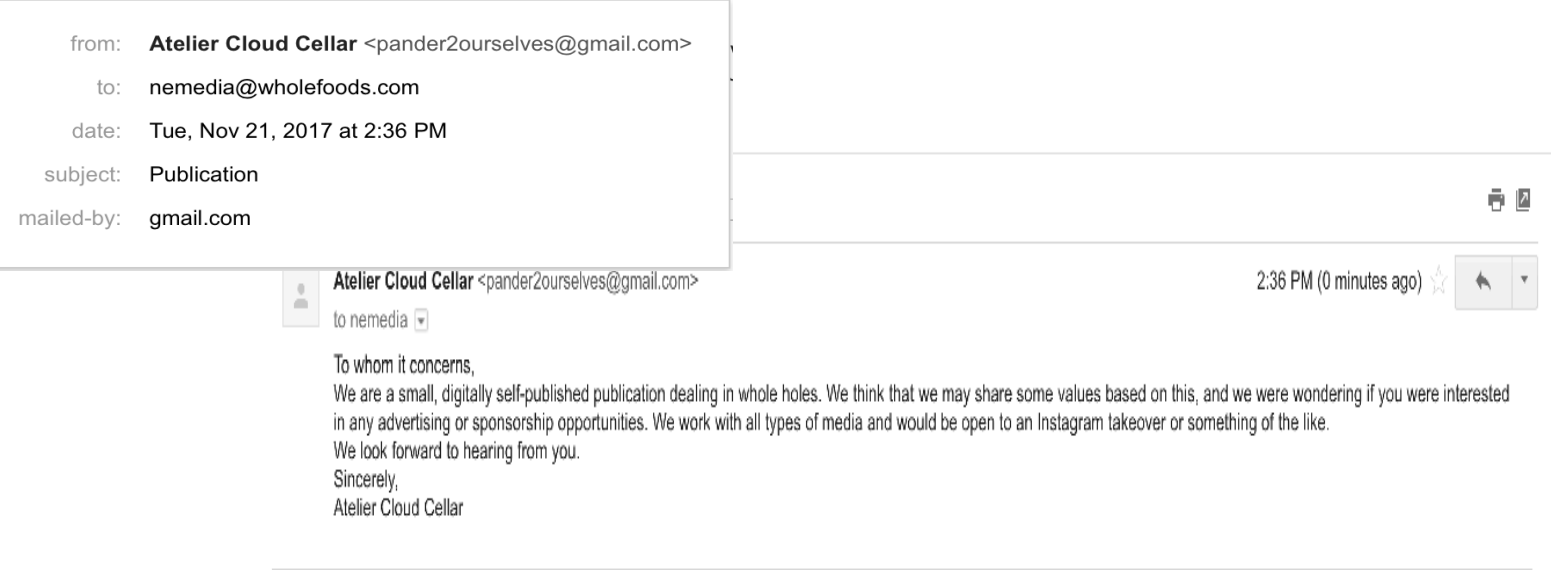 from: Atelier Cloud Cellar <pander2ourselves@gmail.com>
to: nemedia@wholefoods.com
date: Tue, Nov 21, 2017 at 2:36 PM
subject: Publication
mailed-by: gmail.com
Atelier Cloud Cellar <pander2ourselves@gmail.com> 2:36 PM (0 minutes ago)
to nemedia
To whom it concerns,
We are a small, digitally self-published publication dealing in whole holes. We think that we may share some values based on this, and we were wondering if you were interested
in any advertising or sponsorship opportunities. We work with all types of media and would be open to an Instagram takeover or something of the like.
We look forward to hearing from you.
Sincerely,
Atelier Cloud Cellar